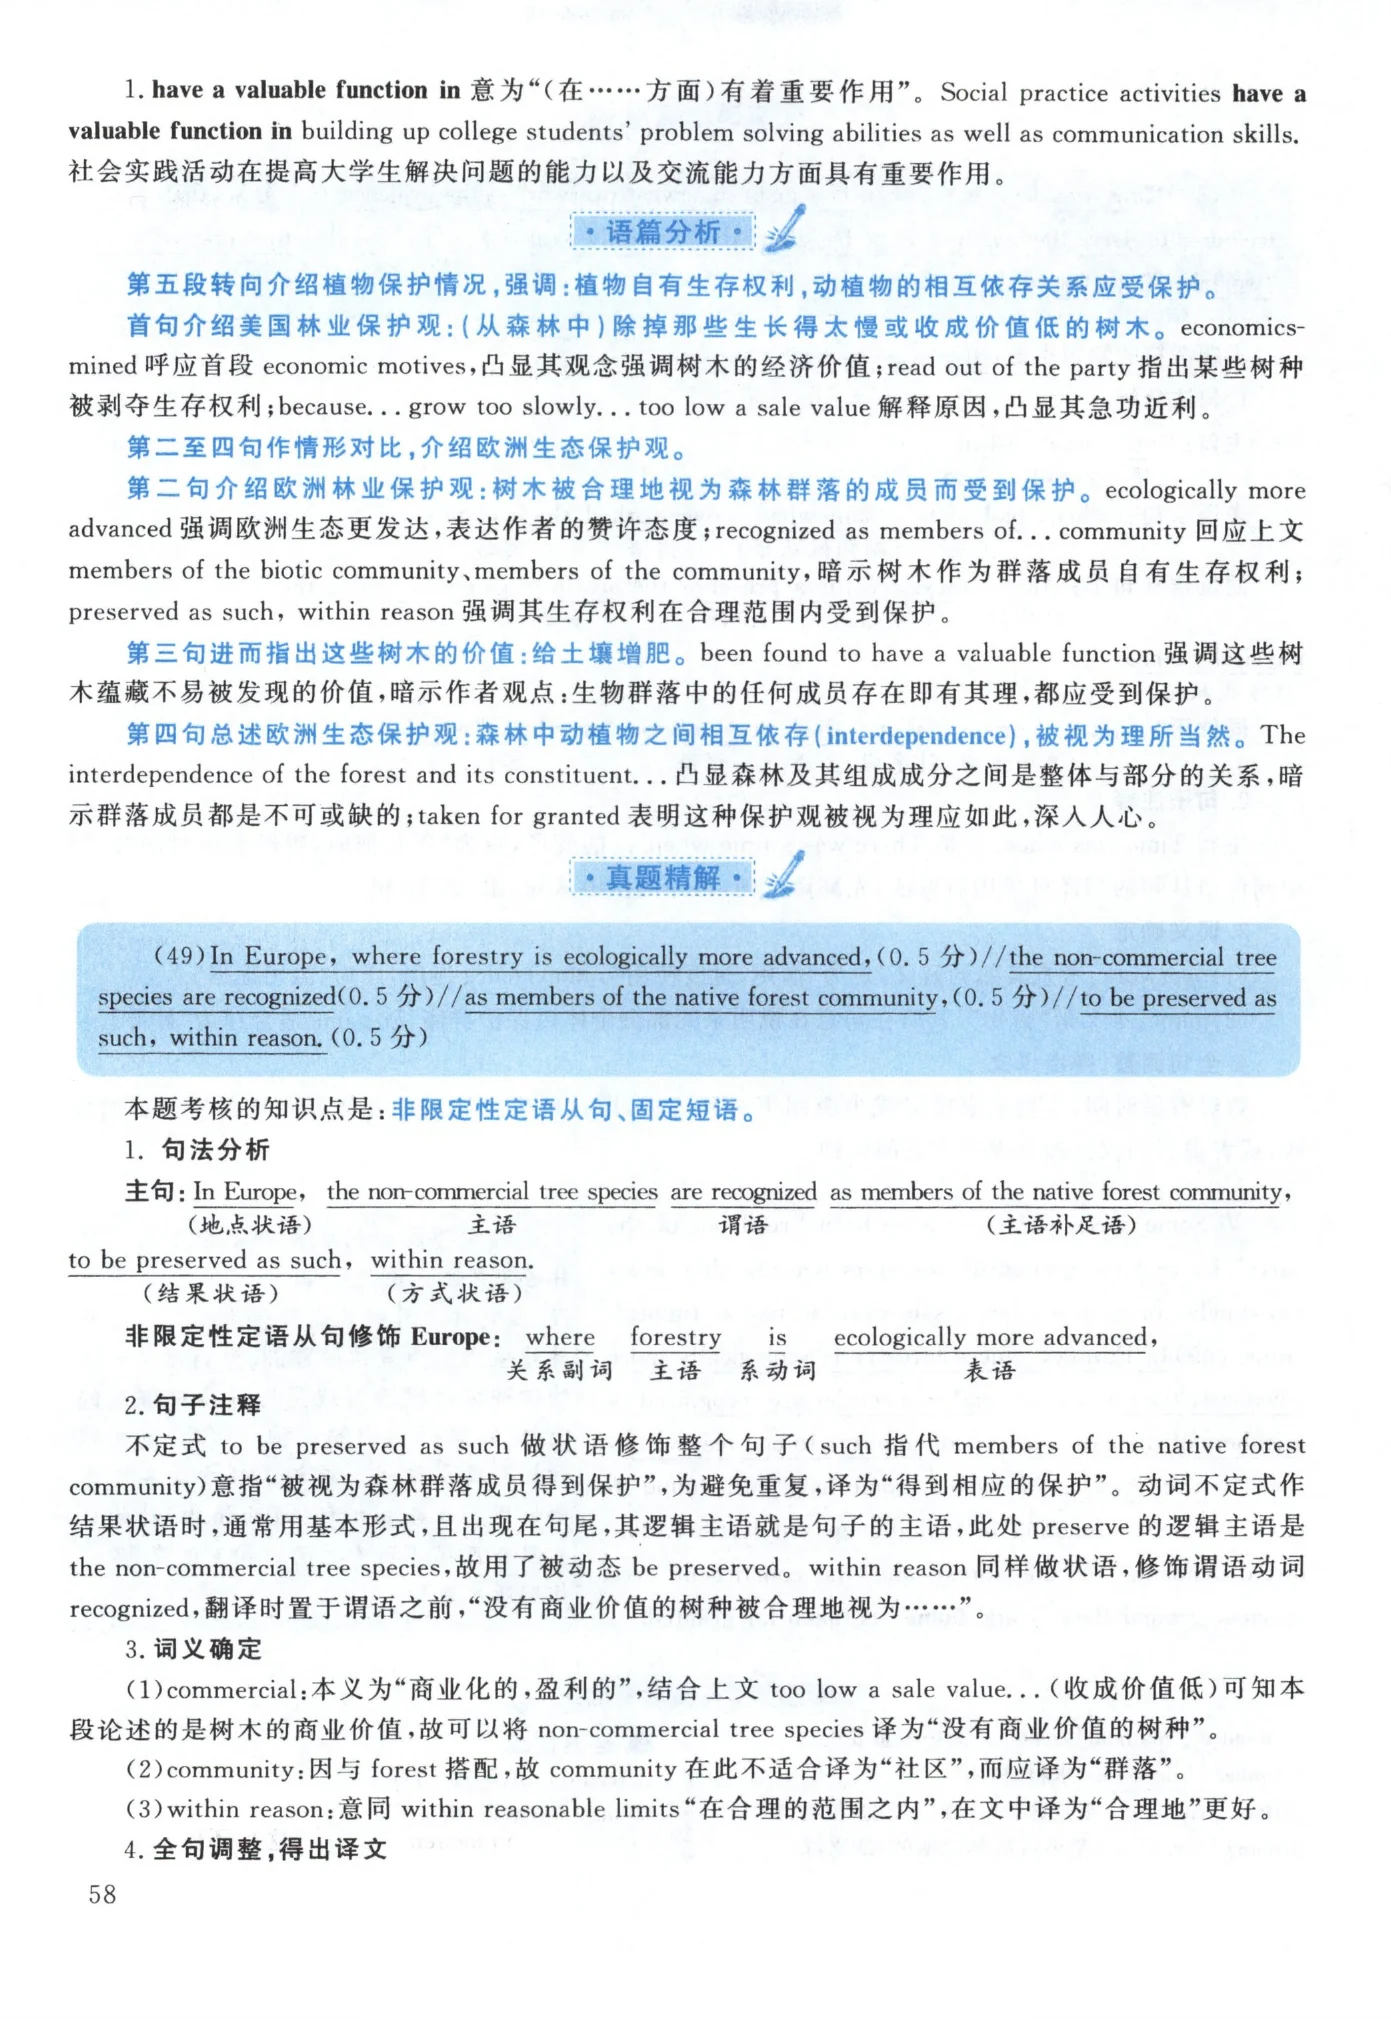 1. have a valuable function in 意为“(在……方面)有着重要作用”。Social practice activities have a
valuable function in building up college students' problem solving abilities as well as communication skills.
社会实践活动在提高大学生解决问题的能力以及交流能力方面具有重要作用。
·语篇分析·
第五段转向介绍植物保护情况,强调:植物自有生存权利,动植物的相互依存关系应受保护。
首句介绍美国林业保护观:(从森林中)除掉那些生长得太慢或收成价值低的树木。economics-
mined 呼应首段 economic motives,凸显其观念强调树木的经济价值;read out of the party 指出某些树种
被剥夺生存权利;because...grow too slowly...too low a sale value 解释原因,凸显其急功近利。
第二至四句作情形对比,介绍欧洲生态保护观。
第二句介绍欧洲林业保护观:树木被合理地视为森林群落的成员而受到保护。ecologically more
advanced 强调欧洲生态更发达,表达作者的赞许态度;recognized as members of...community 回应上文
members of the biotic community、members of the community,暗示树木作为群落成员自有生存权利;
preserved as such, within reason 强调其生存权利在合理范围内受到保护。
第三句进而指出这些树木的价值:给土壤增肥。been found to have a valuable function 强调这些树
木蕴藏不易被发现的价值,暗示作者观点:生物群落中的任何成员存在即有其理,都应受到保护。
第四句总述欧洲生态保护观:森林中动植物之间相互依存(interdependence),被视为理所当然。The
interdependence of the forest and its constituent...凸显森林及其组成成分之间是整体与部分的关系,暗
示群落成员都是不可或缺的;taken for granted 表明这种保护观被视为理应如此,深入人心。
·真题精解·
(49)In Europe, where forestry is ecologically more advanced,(0.5 分)//the non-commercial tree
species are recognized(0.5 分)//as members of the native forest community,(0.5 分)//to be preserved as
such, within reason.(0.5 分)
本题考核的知识点是:非限定性定语从句、固定短语。
1. 句法分析
主句: In Europe, the non-commercial tree species are recognized as members of the native forest community,
(地点状语) 主语 谓语 (主语补足语)
to be preserved as such, within reason.
(结果状语) (方式状语)
非限定性定语从句修饰 Europe: where forestry is ecologically more advanced,
关系副词 主语 系动词 表语
2. 句子注释
不定式 to be preserved as such 做状语修饰整个句子(such 指代 members of the native forest
community)意指“被视为森林群落成员得到保护”,为避免重复,译为“得到相应的保护”。动词不定式作
结果状语时,通常用基本形式,且出现在句尾,其逻辑主语就是句子的主语,此处 preserve 的逻辑主语是
the non-commercial tree species,故用了被动态 be preserved。within reason 同样做状语,修饰谓语动词
recognized,翻译时置于谓语之前,“没有商业价值的树种被合理地视为……”。
3. 词义确定
(1)commercial:本义为“商业化的,盈利的”,结合上文 too low a sale value...(收成价值低)可知本
段论述的是树木的商业价值,故可以将 non-commercial tree species 译为“没有商业价值的树种”。
(2)community:因与 forest 搭配,故 community 在此不适合译为“社区”,而应译为“群落”。
(3)within reason:意同 within reasonable limits“在合理的范围之内”,在文中译为“合理地”更好。
4. 全句调整,得出译文
58